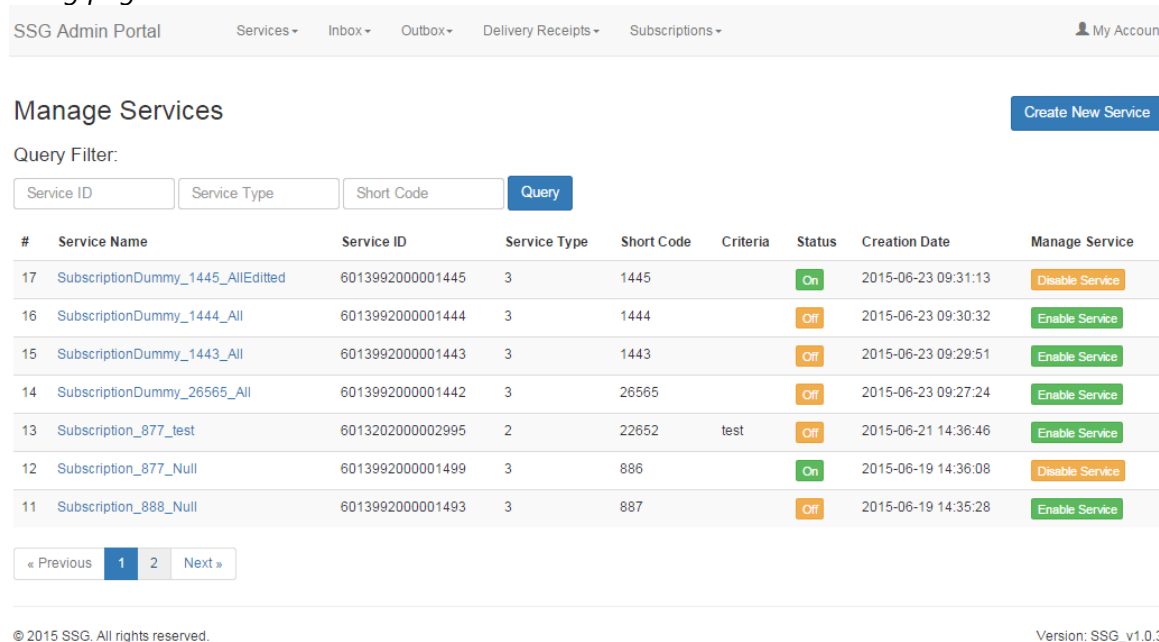 SSG Admin Portal Services Inbox Outbox Delivery Receipts Subscriptions My Accoun
Manage Services Create New Service
Query Filter:
Service ID Service Type Short Code Query
# Service Name Service ID Service Type Short Code Criteria Status Creation Date Manage Service
17 SubscriptionDummy_1445_AllEditted 6013992000001445 3 1445 On 2015-06-23 09:31:13 Disable Service
16 SubscriptionDummy_1444_All 6013992000001444 3 1444 Off 2015-06-23 09:30:32 Enable Service
15 SubscriptionDummy_1443_All 6013992000001443 3 1443 Off 2015-06-23 09:29:51 Enable Service
14 SubscriptionDummy_26565_All 6013992000001442 3 26565 Off 2015-06-23 09:27:24 Enable Service
13 Subscription_877_test 6013202000002995 2 22652 test Off 2015-06-21 14:36:46 Enable Service
12 Subscription_877_Null 6013992000001499 3 886 On 2015-06-19 14:36:08 Disable Service
11 Subscription_888_Null 6013992000001493 3 887 Off 2015-06-19 14:35:28 Enable Service
« Previous 1 2 Next »
© 2015 SSG. All rights reserved. Version: SSG_v1.0.3